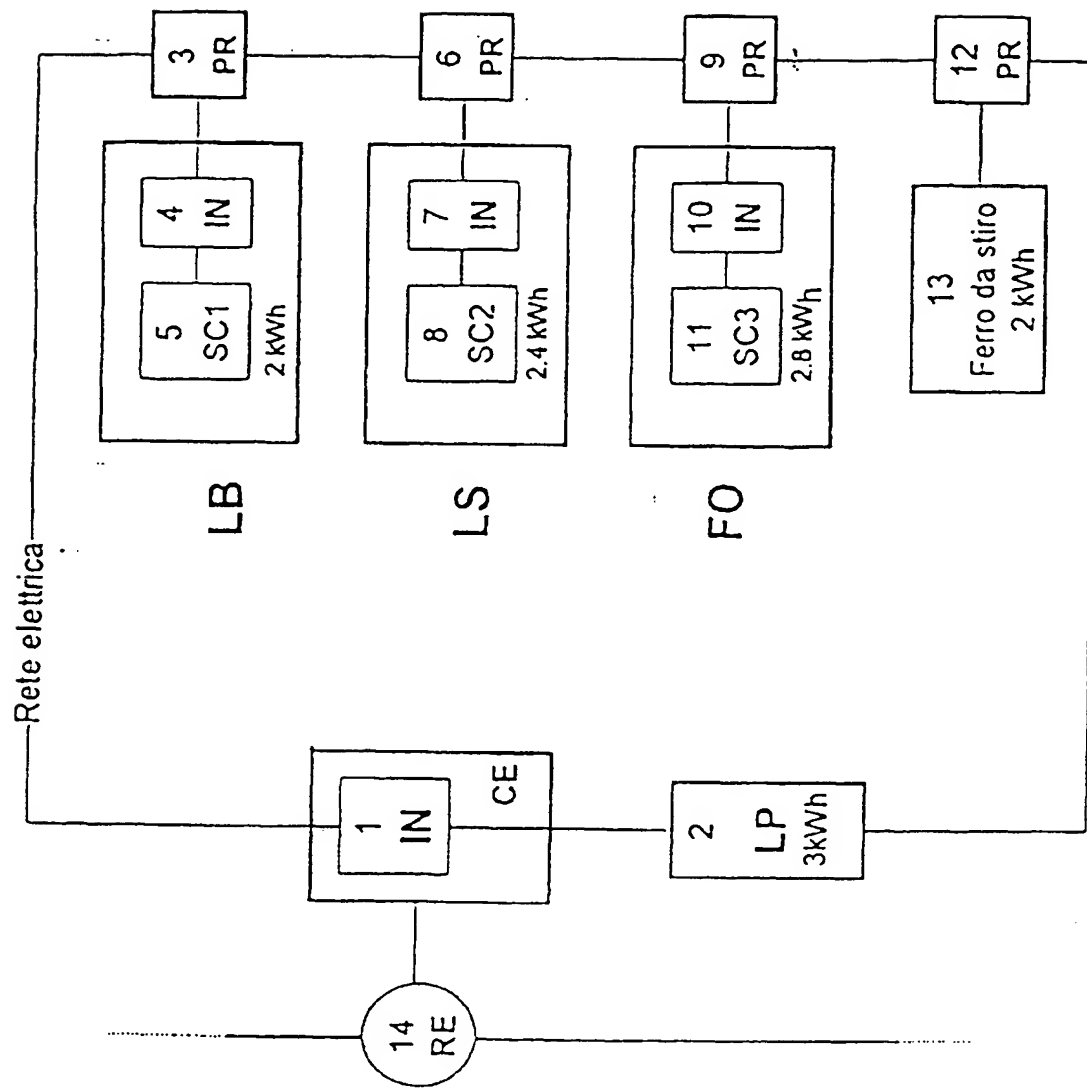 Rete elettrica
3
PR
6
PR
9
PR
12
PR
4
IN
5
SC1
2 kWh
LB
7
IN
8
SC2
2.4 kWh
LS
10
IN
11
SC3
2.8 kWh
FO
13
Ferro da stiro
2 kWh
1
IN
CE
2
LP
3kWh
14
RE